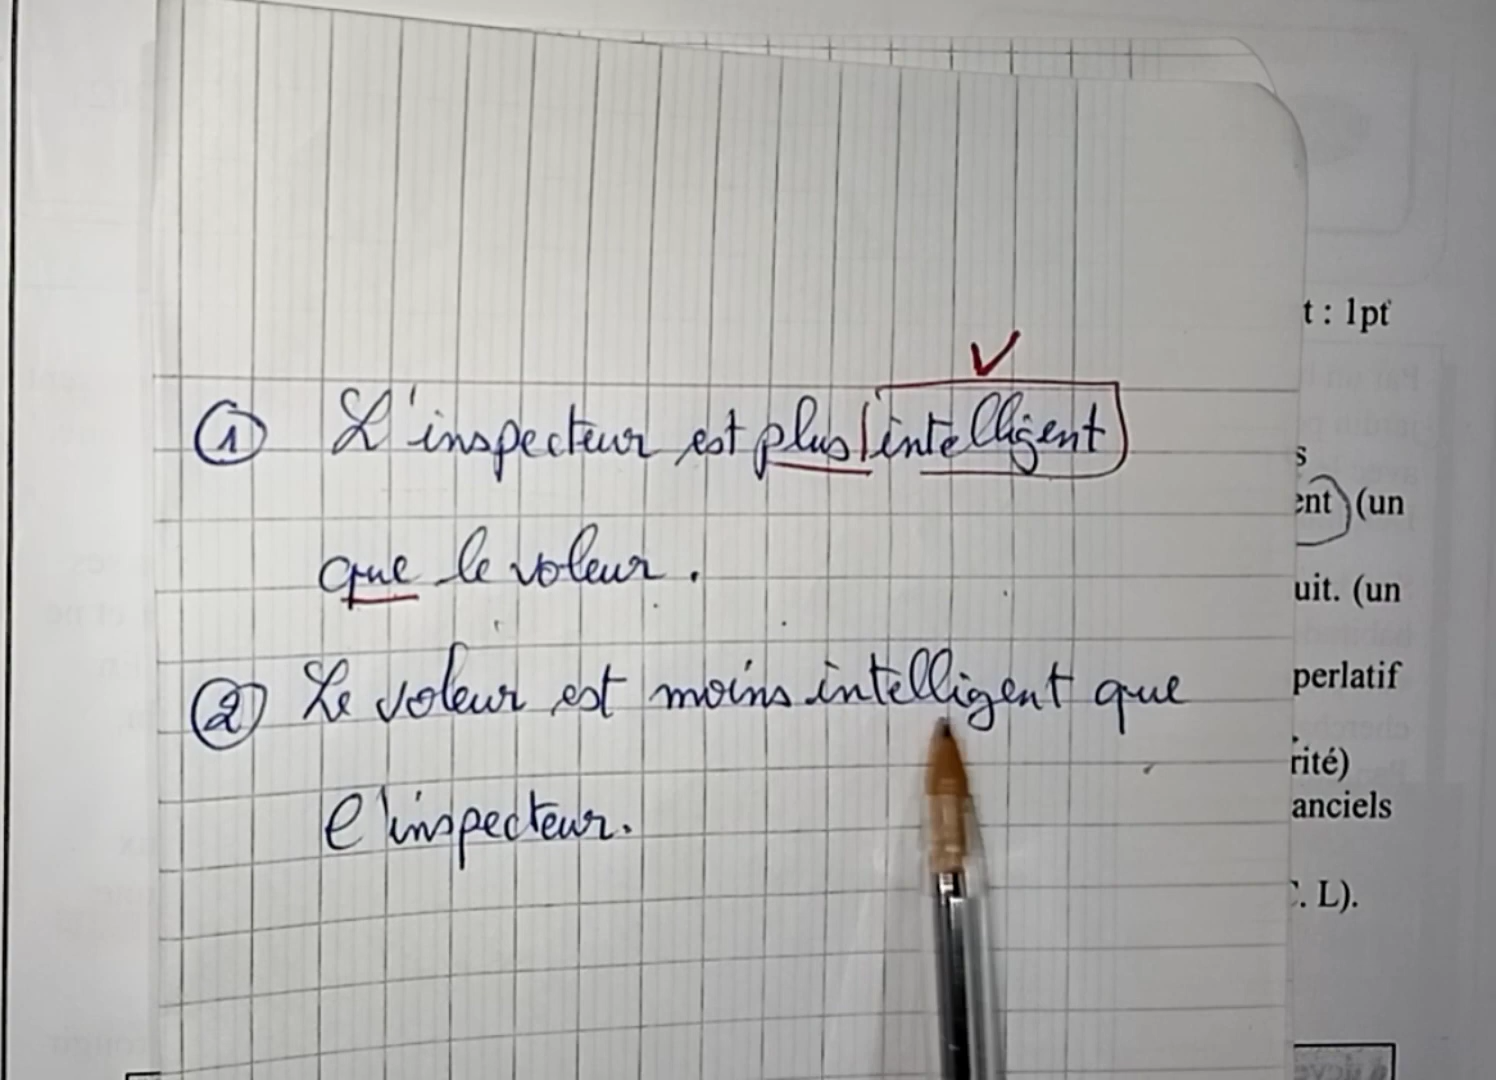 t : 1pt
① L'inspecteur est plus intelligent
s
ent (un
que le voleur.
uit. (un
② Le voleur est moins intelligent que
perlatif
rité)
l'inspecteur.
anciels
C. L).